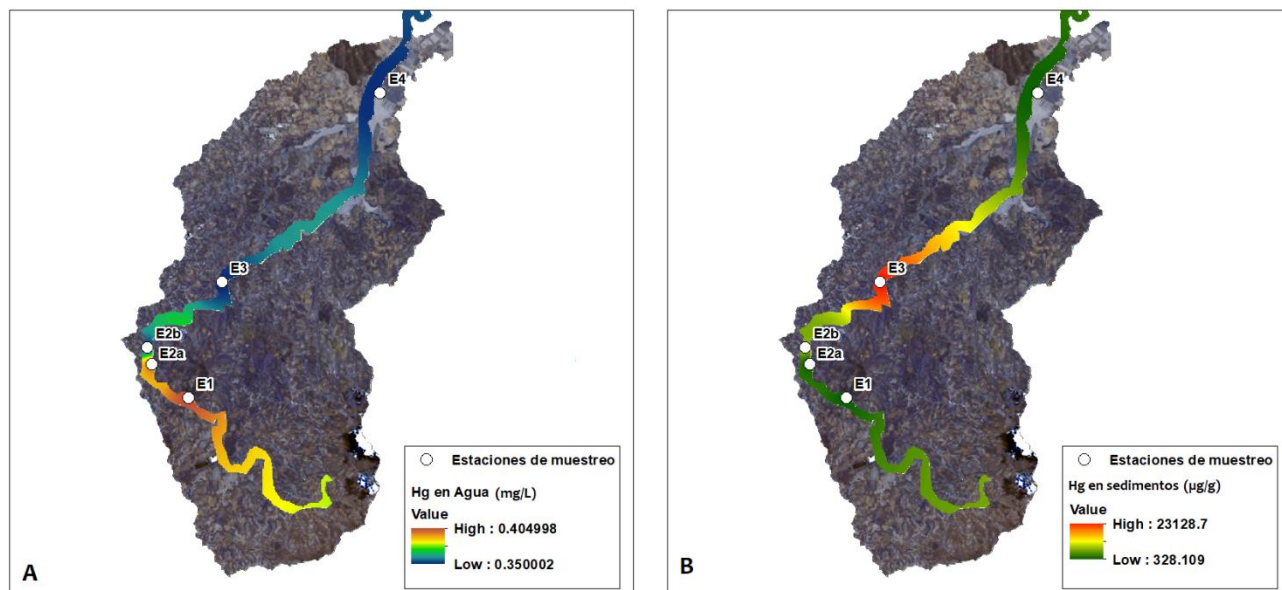 E4
E3
E2b
E2a
E1
Estaciones de muestreo
Hg en Agua (mg/L)
Value
High : 0.404998
Low : 0.350002
A
E4
E3
E2b
E2a
E1
Estaciones de muestreo
Hg en sedimentos (µg/g)
Value
High : 23128.7
Low : 328.109
B